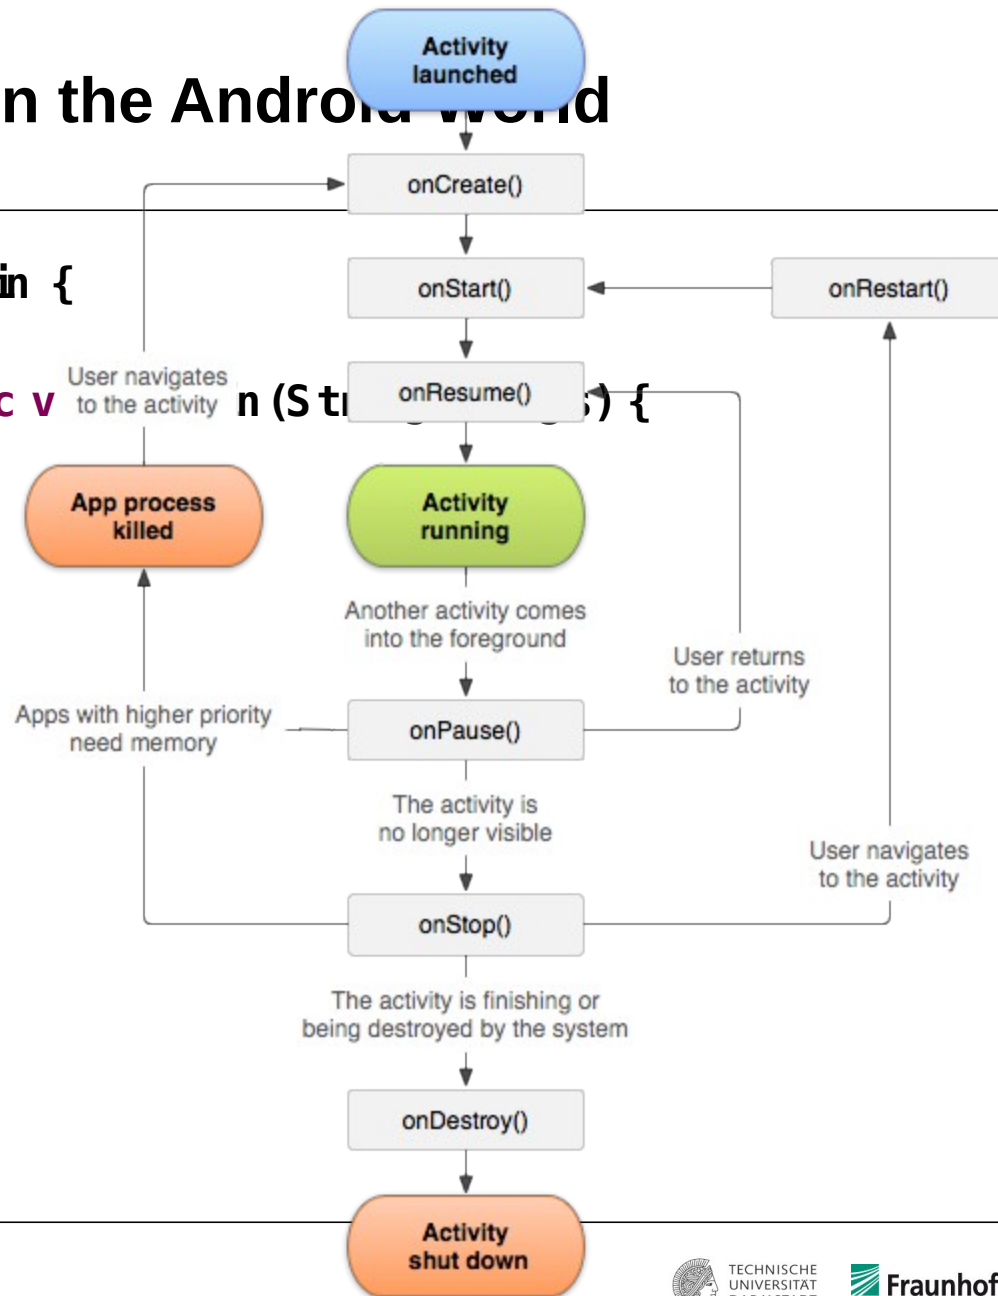 Activity
launched
n the Android World
onCreate()
in {
onStart()
onRestart()
User navigates
to the activity
c v
n(St
) {
onResume()
App process
killed
Activity
running
Another activity comes
into the foreground
User returns
to the activity
Apps with higher priority
need memory
onPause()
The activity is
no longer visible
User navigates
to the activity
onStop()
The activity is finishing or
being destroyed by the system
onDestroy()
Activity
shut down
TECHNISCHE
UNIVERSITÄT
Fraunhof